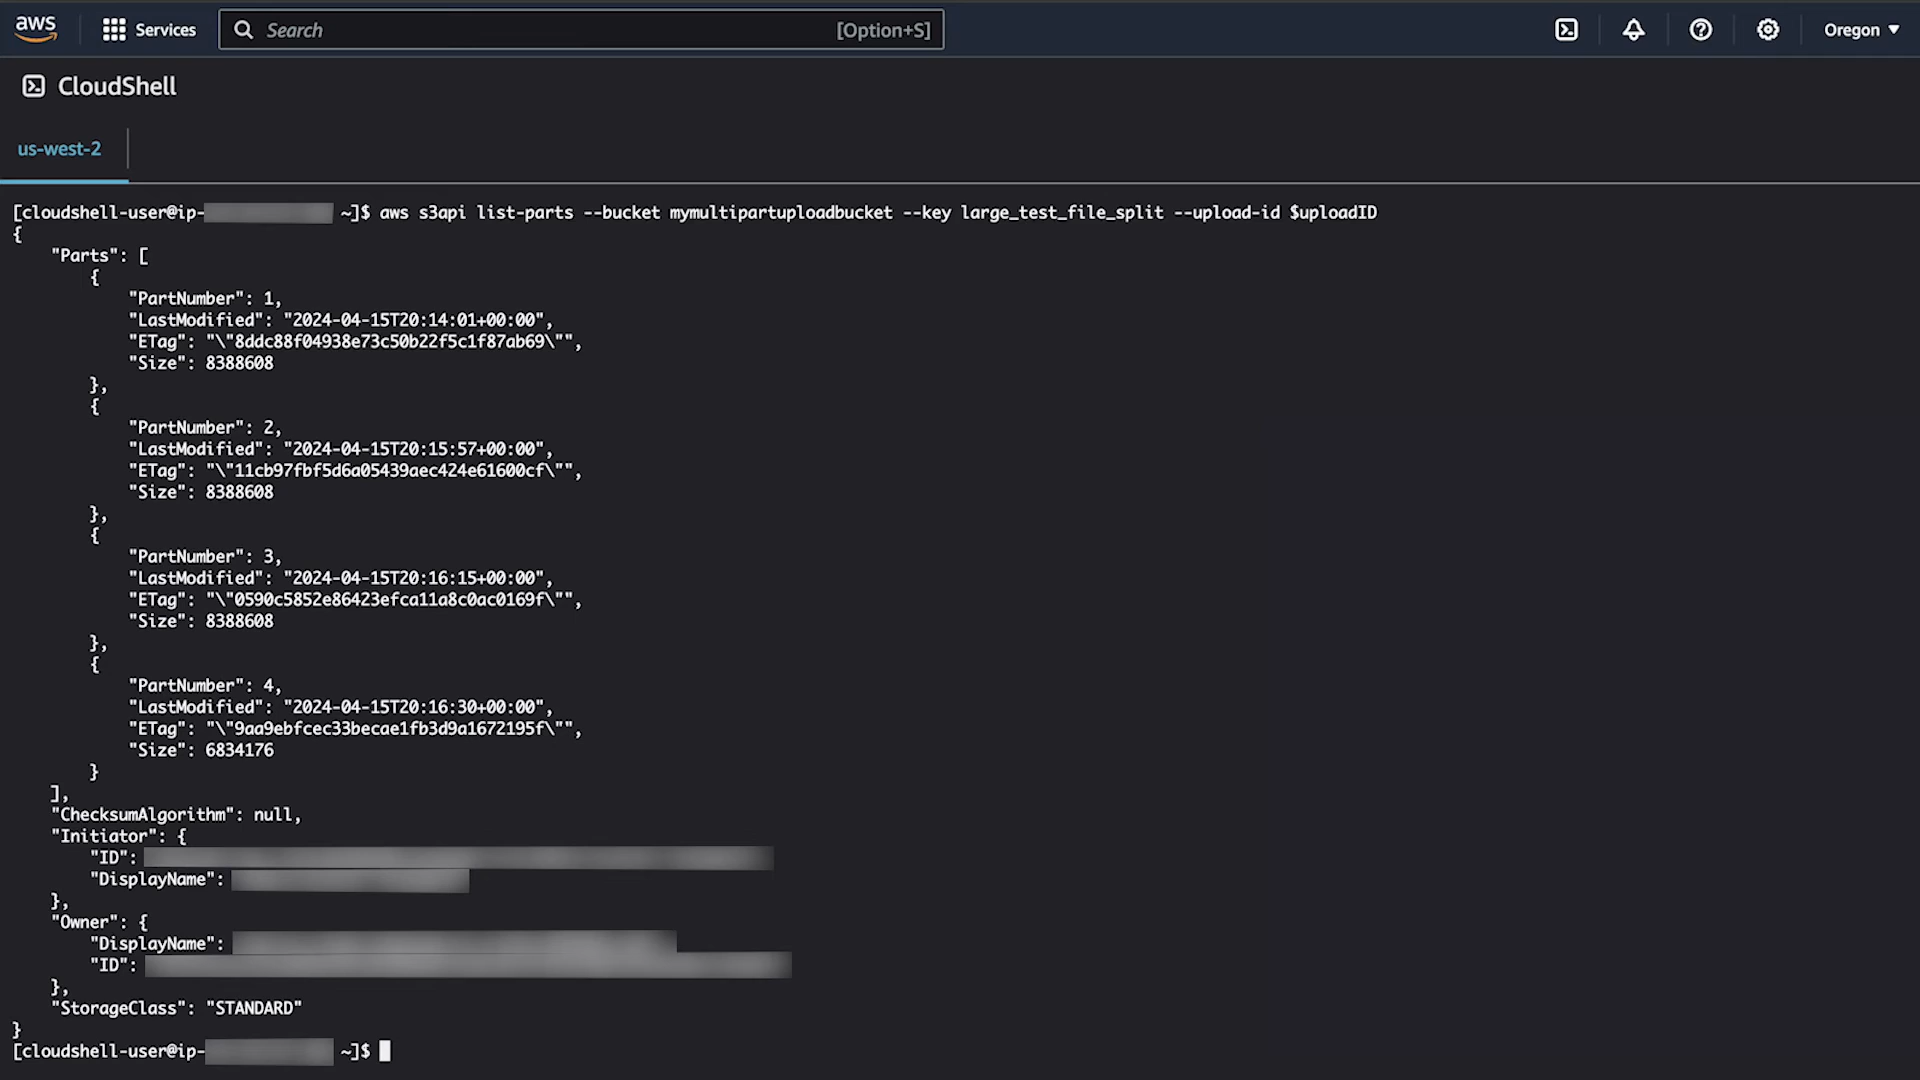 aws Services Search [Option+S] Oregon
CloudShell
us-west-2
[cloudshell-user@ip- ~]$ aws s3api list-parts --bucket mymultipartuploadbucket --key large_test_file_split --upload-id $uploadID
{
"Parts": [
{
"PartNumber": 1,
"LastModified": "2024-04-15T20:14:01+00:00",
"ETag": "\"8ddc88f04938e73c50b22f5c1f87ab69\"",
"Size": 8388608
},
{
"PartNumber": 2,
"LastModified": "2024-04-15T20:15:57+00:00",
"ETag": "\"11cb97fbf5d6a05439aec424e61600cf\"",
"Size": 8388608
},
{
"PartNumber": 3,
"LastModified": "2024-04-15T20:16:15+00:00",
"ETag": "\"0590c5852e86423efca11a8c0ac0169f\"",
"Size": 8388608
},
{
"PartNumber": 4,
"LastModified": "2024-04-15T20:16:30+00:00",
"ETag": "\"9aa9ebfcec33becae1fb3d9a1672195f\"",
"Size": 6834176
}
],
"ChecksumAlgorithm": null,
"Initiator": {
"ID":
"DisplayName":
},
"Owner": {
"DisplayName":
"ID":
},
"StorageClass": "STANDARD"
}
[cloudshell-user@ip- ~]$